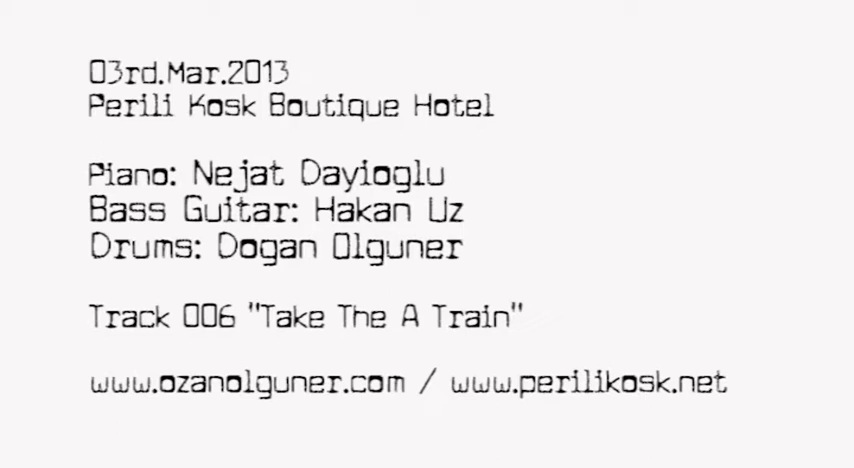 03rd.Mar.2013
Perili Kosk Boutique Hotel
Piano: Nejat Dayioglu
Bass Guitar: Hakan Uz
Drums: Dogan Olguner
Track 006 "Take The A Train"
www.ozanolguner.com / www.perilikosk.net